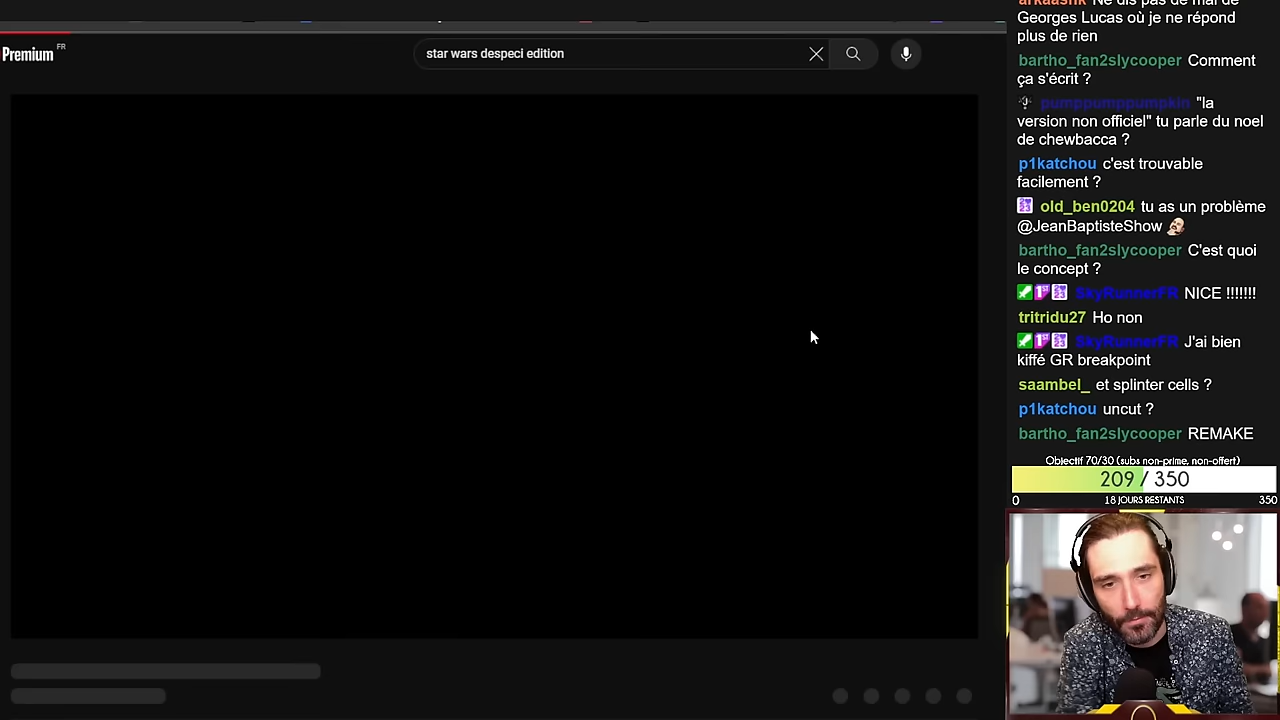 Premium FR
star wars despeci edition
arkaashk Ne dis pas de mal de
Georges Lucas où je ne répond
plus de rien
bartho_fan2slycooper Comment
ça s'écrit ?
pumppumppumpkin "la
version non officiel" tu parle du noel
de chewbacca ?
p1katchou c'est trouvable
facilement ?
old_ben0204 tu as un problème
@JeanBaptisteShow
bartho_fan2slycooper C'est quoi
le concept ?
SkyRunnerFR NICE !!!!!!!
tritridu27 Ho non
SkyRunnerFR J'ai bien
kiffé GR breakpoint
saambel_ et splinter cells ?
p1katchou uncut ?
bartho_fan2slycooper REMAKE
Objectif 70/30 (subs non-prime, non-offert)
209 / 350
0 18 JOURS RESTANTS 350